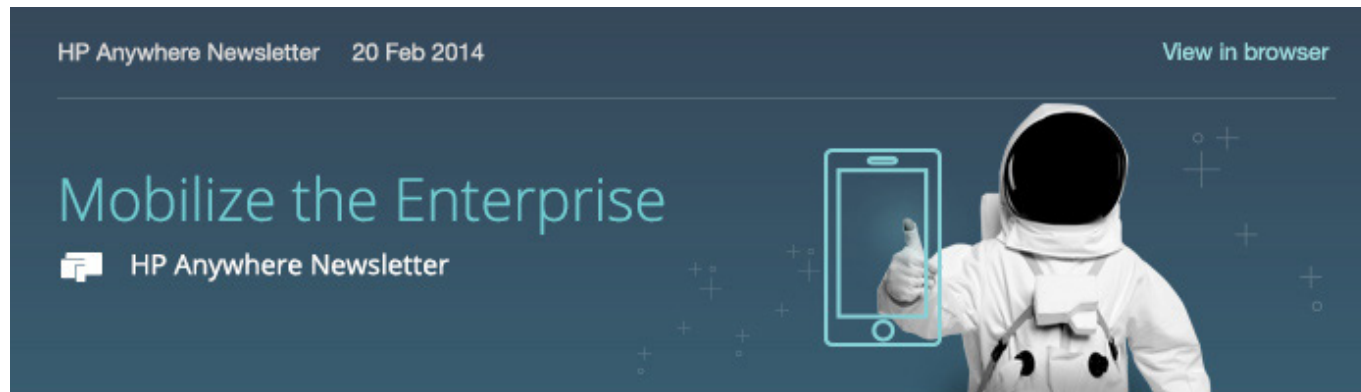 HP Anywhere Newsletter 20 Feb 2014 View in browser
Mobilize the Enterprise
HP Anywhere Newsletter